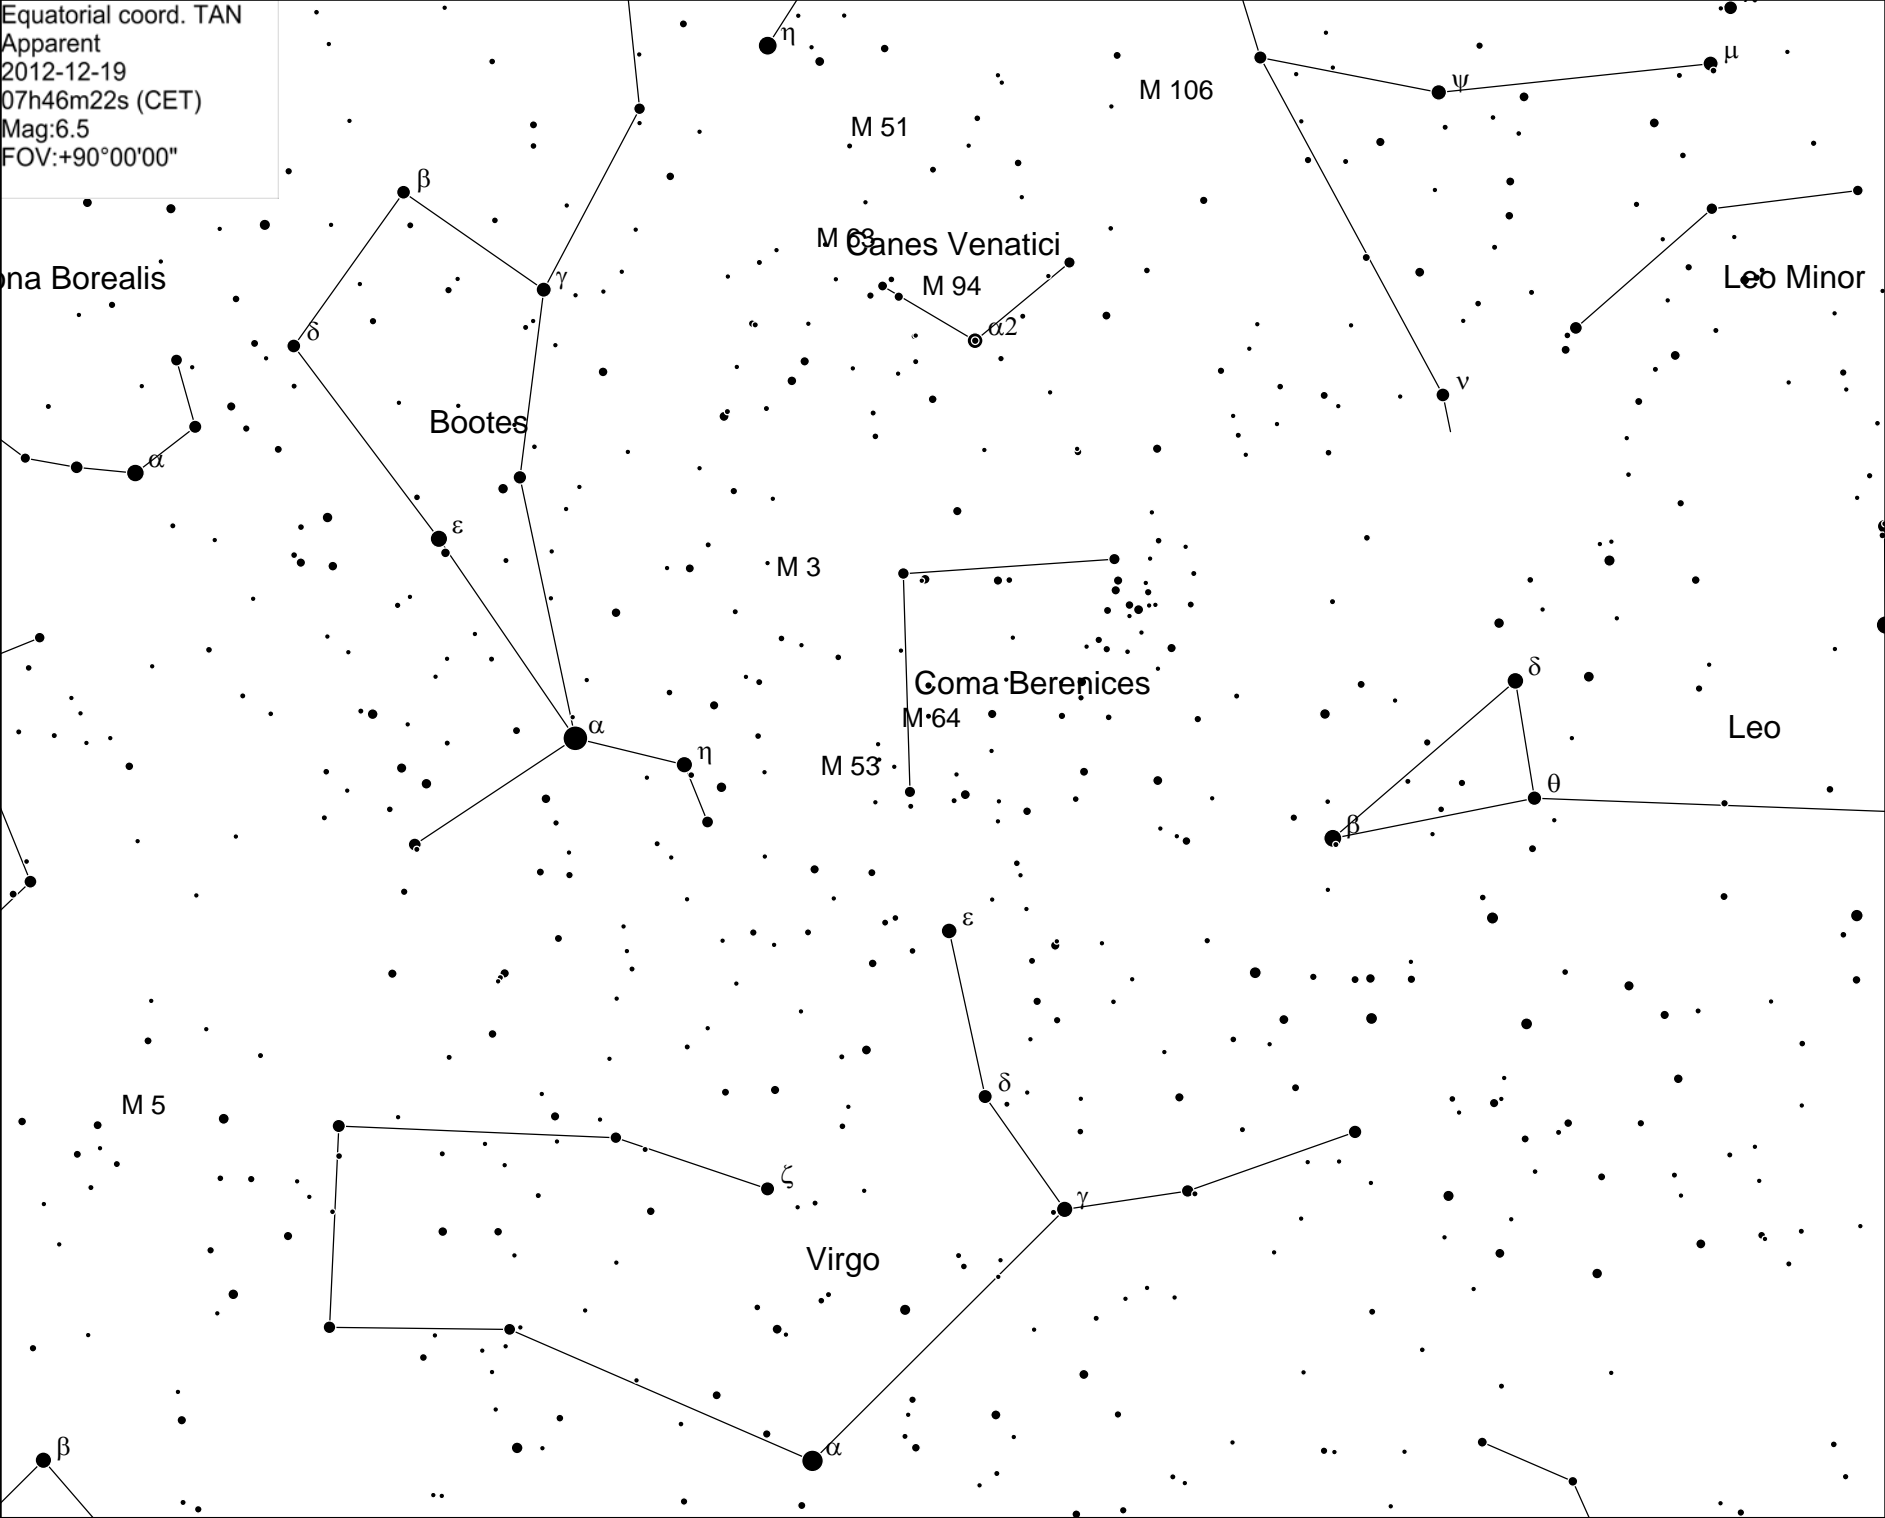 Equatorial coord. TAN
Apparent
2012-12-19
07h46m22s (CET)
Mag:6.5
FOV:+90°00'00"
η
μ
ψ
M 106
M 51
β
M 63
Canes Venatici
ona Borealis
γ
M 94
Leo Minor
δ
α2
ν
Bootes
α
ε
M 3
Coma Berenices
δ
M 64
α
Leo
η
M 53
θ
β
ε
δ
M 5
ζ
γ
Virgo
β
α